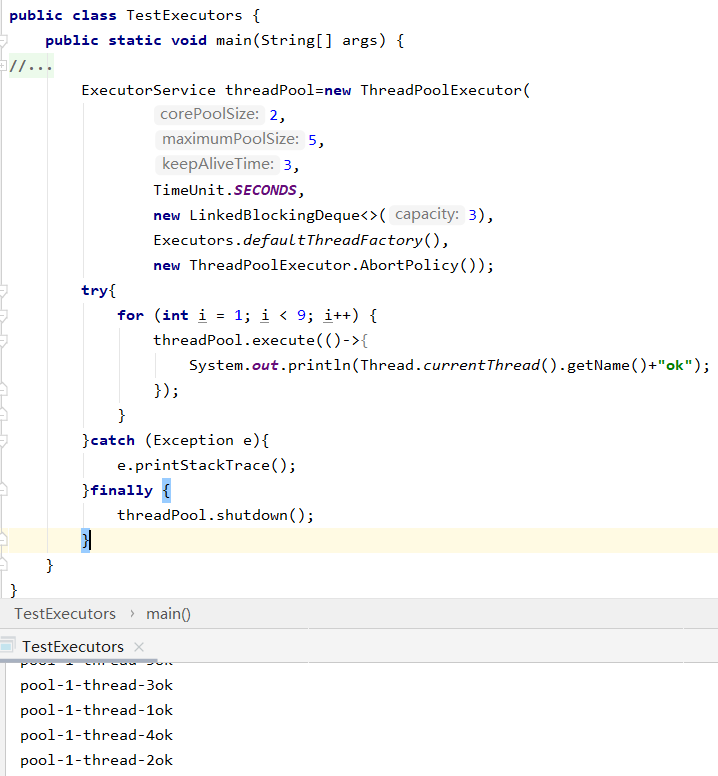 public class TestExecutors {
public static void main(String[] args) {
//...
ExecutorService threadPool=new ThreadPoolExecutor(
corePoolSize: 2,
maximumPoolSize: 5,
keepAliveTime: 3,
TimeUnit.SECONDS,
new LinkedBlockingDeque<>( capacity: 3),
Executors.defaultThreadFactory(),
new ThreadPoolExecutor.AbortPolicy());
try{
for (int i = 1; i < 9; i++) {
threadPool.execute(()->{
System.out.println(Thread.currentThread().getName()+"ok");
});
}
}catch (Exception e){
e.printStackTrace();
}finally {
threadPool.shutdown();
}
}
}
TestExecutors › main()
TestExecutors ×
pool-1-thread-3ok
pool-1-thread-1ok
pool-1-thread-4ok
pool-1-thread-2ok